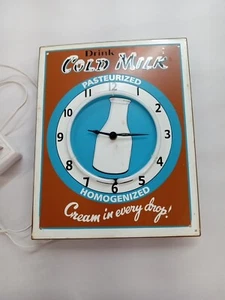 Drink
COLD MILK
PASTEURIZED
12
1
2
3
4
5
6
7
8
9
10
11
HOMOGENIZED
Cream in every drop!